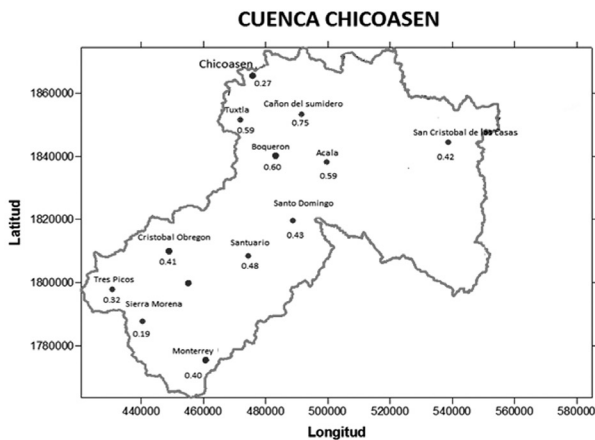 CUENCA CHICOASEN
Chicoasen
0.27
Cañon del sumidero
0.75
Tuxtla
0.59
San Cristobal de las Casas
0.42
Boqueron
0.60
Acala
0.59
Santo Domingo
0.43
Cristobal Obregon
0.41
Santuario
0.48
Tres Picos
0.32
Sierra Morena
0.19
Monterrey
0.40
Latitud
1860000
1840000
1820000
1800000
1780000
440000 460000 480000 500000 520000 540000 560000 580000
Longitud